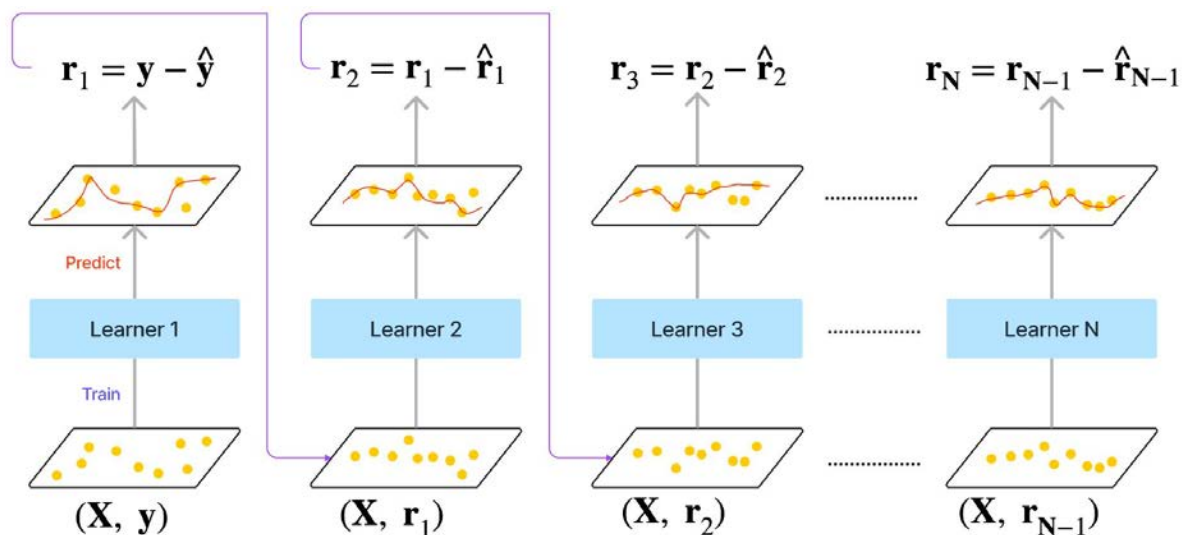 r₁ = y − ŷ
r₂ = r₁ − r̂₁
r₃ = r₂ − r̂₂
r_N = r_{N−1} − r̂_{N−1}
Predict
Learner 1
Learner 2
Learner 3
....................
Learner N
Train
(X, y)
(X, r₁)
(X, r₂)
(X, r_{N−1})